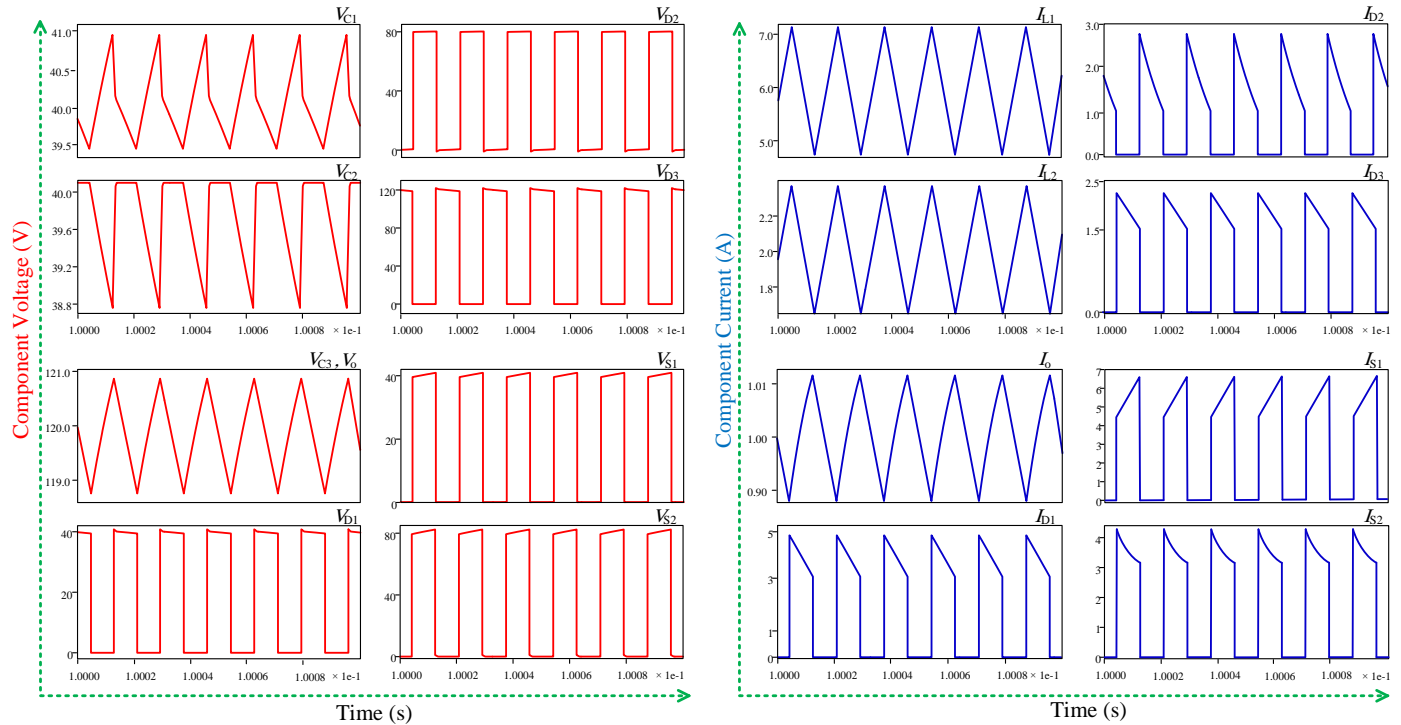 V_C1
41.0
40.5
40.0
39.5
V_D2
80
40
0
V_C2
40.0
39.6
39.2
38.8
1.0000 1.0002 1.0004 1.0006 1.0008 × 1e-1
V_D3
120
80
40
0
1.0000 1.0002 1.0004 1.0006 1.0008 × 1e-1
V_C3 , V_o
121.0
120.0
119.0
V_S1
40
20
0
V_D1
40
20
0
1.0000 1.0002 1.0004 1.0006 1.0008 × 1e-1
V_S2
80
40
0
1.0000 1.0002 1.0004 1.0006 1.0008 × 1e-1
Component Voltage (V)
Time (s)
I_L1
7.0
6.0
5.0
I_D2
3.0
2.0
1.0
0.0
I_L2
2.2
2.0
1.8
1.0000 1.0002 1.0004 1.0006 1.0008 × 1e-1
I_D3
2.5
1.5
0.0
1.0000 1.0002 1.0004 1.0006 1.0008 × 1e-1
I_o
1.01
1.00
0.90
I_S1
7
6
5
4
3
2
1
0
I_D1
5
3
1
0
1.0000 1.0002 1.0004 1.0006 1.0008 × 1e-1
I_S2
4
3
2
1
0
1.0000 1.0002 1.0004 1.0006 1.0008 × 1e-1
Component Current (A)
Time (s)